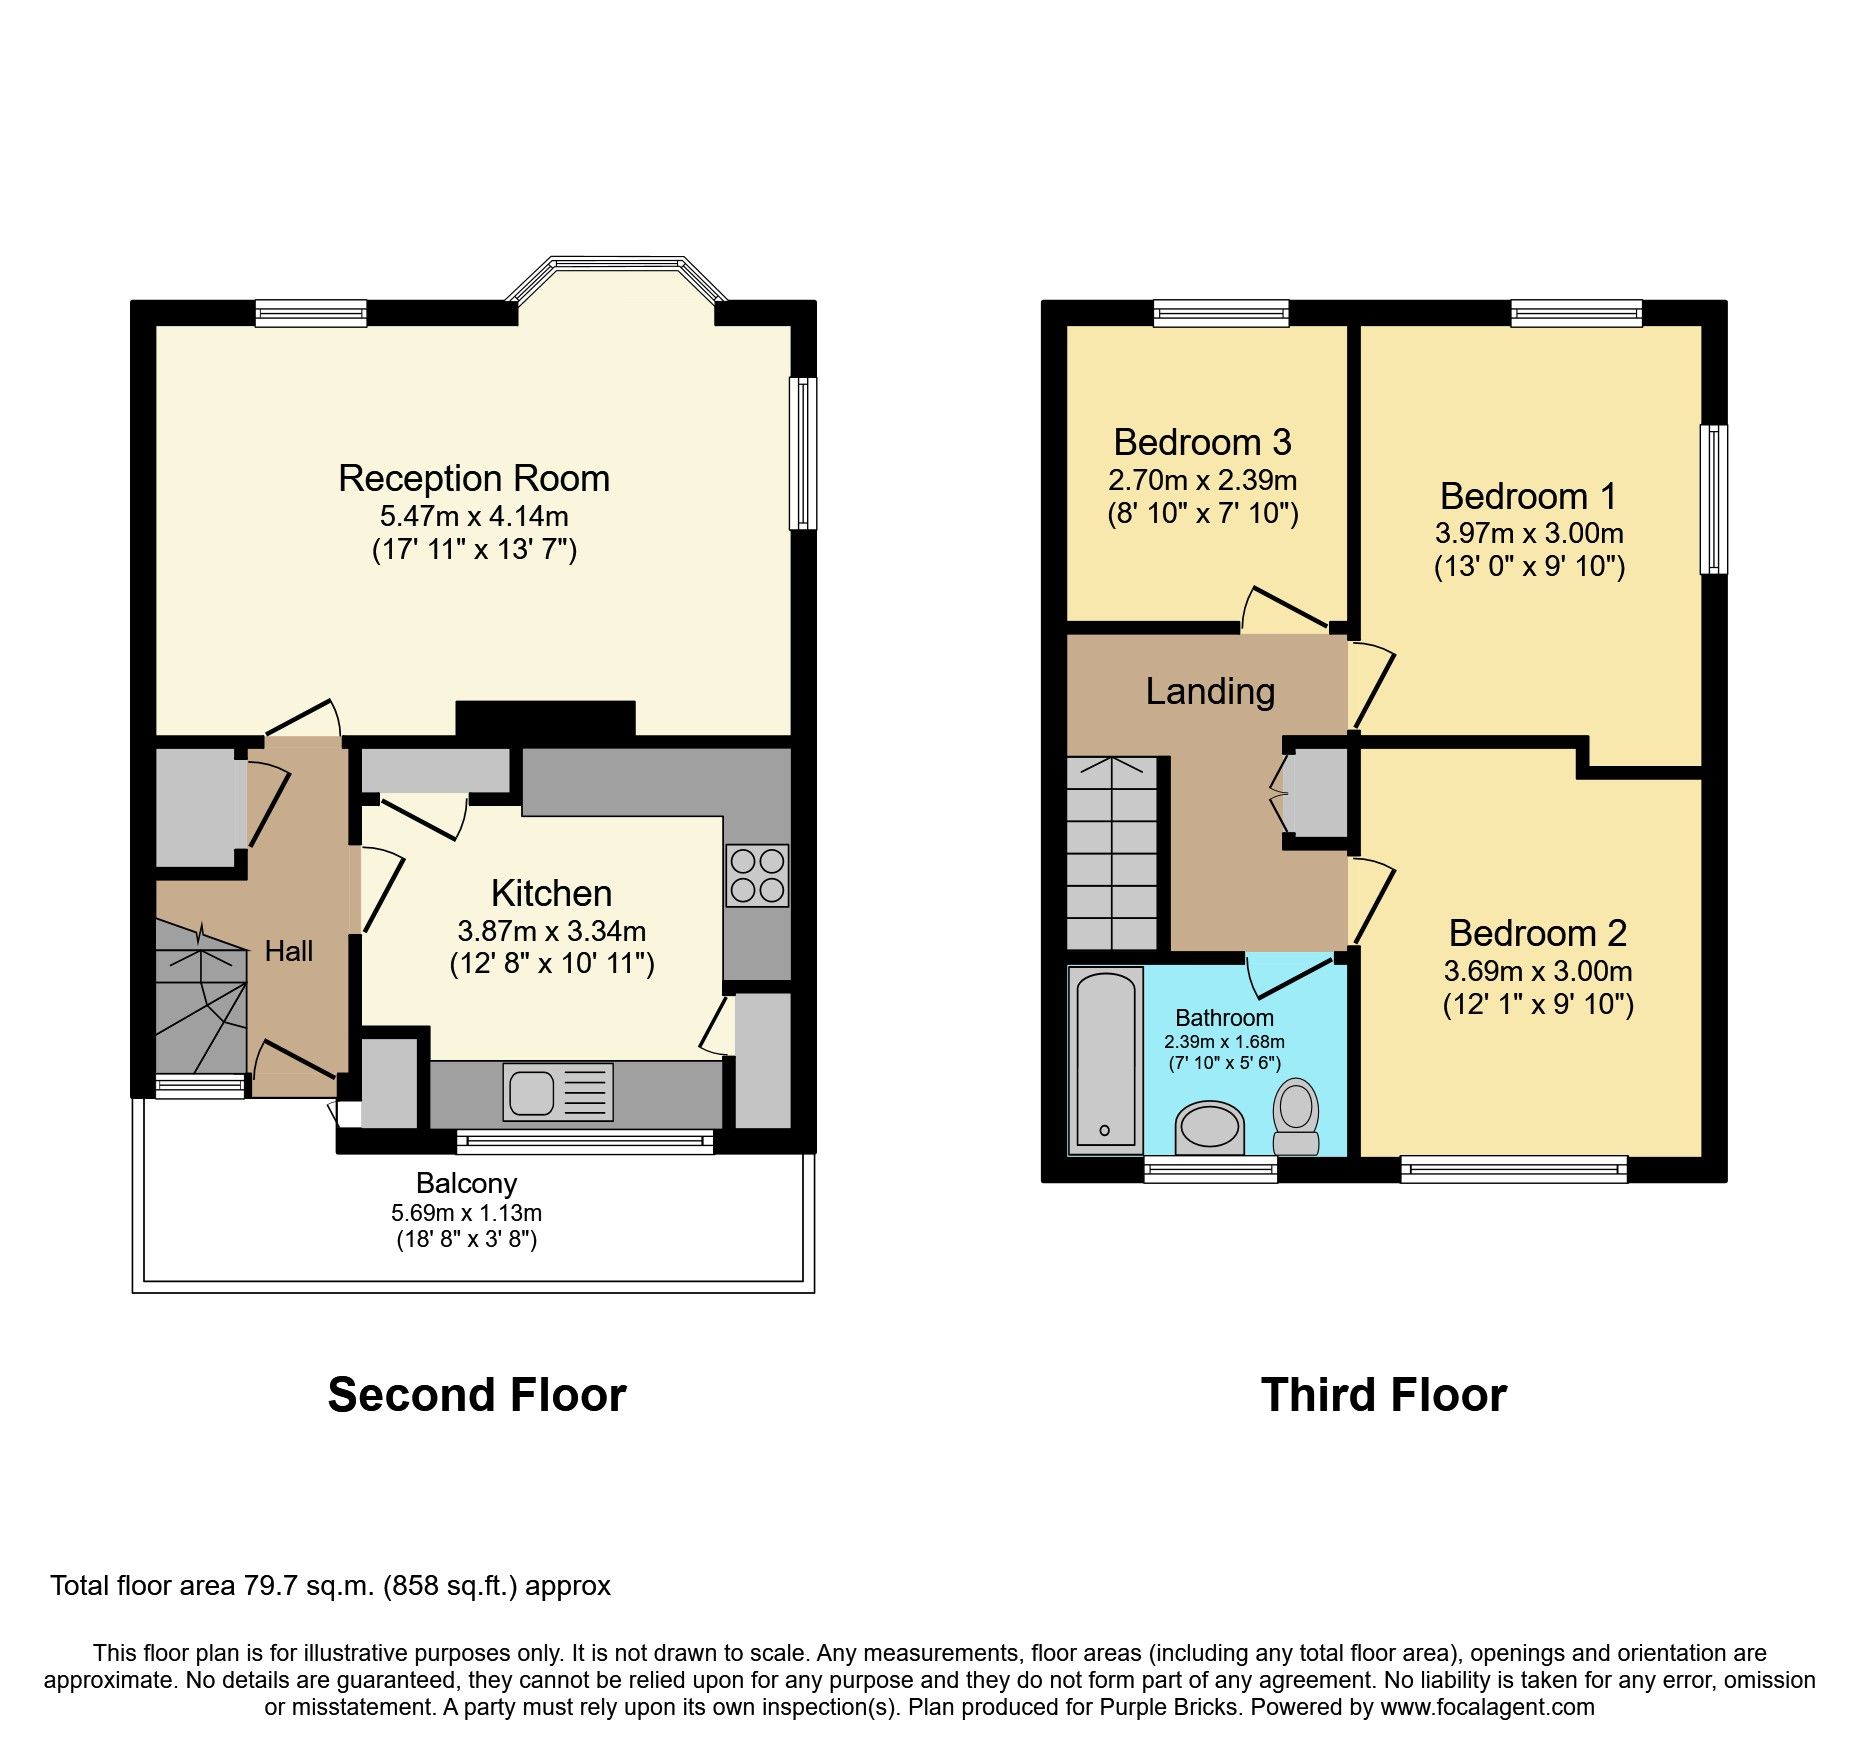 Reception Room
5.47m x 4.14m
(17' 11" x 13' 7")
Kitchen
3.87m x 3.34m
(12' 8" x 10' 11")
Hall
Balcony
5.69m x 1.13m
(18' 8" x 3' 8")
Second Floor
Bedroom 3
2.70m x 2.39m
(8' 10" x 7' 10")
Bedroom 1
3.97m x 3.00m
(13' 0" x 9' 10")
Landing
Bedroom 2
3.69m x 3.00m
(12' 1" x 9' 10")
Bathroom
2.39m x 1.68m
(7' 10" x 5' 6")
Third Floor
Total floor area 79.7 sq.m. (858 sq.ft.) approx
This floor plan is for illustrative purposes only. It is not drawn to scale. Any measurements, floor areas (including any total floor area), openings and orientation are
approximate. No details are guaranteed, they cannot be relied upon for any purpose and they do not form part of any agreement. No liability is taken for any error, omission
or misstatement. A party must rely upon its own inspection(s). Plan produced for Purple Bricks. Powered by www.focalagent.com